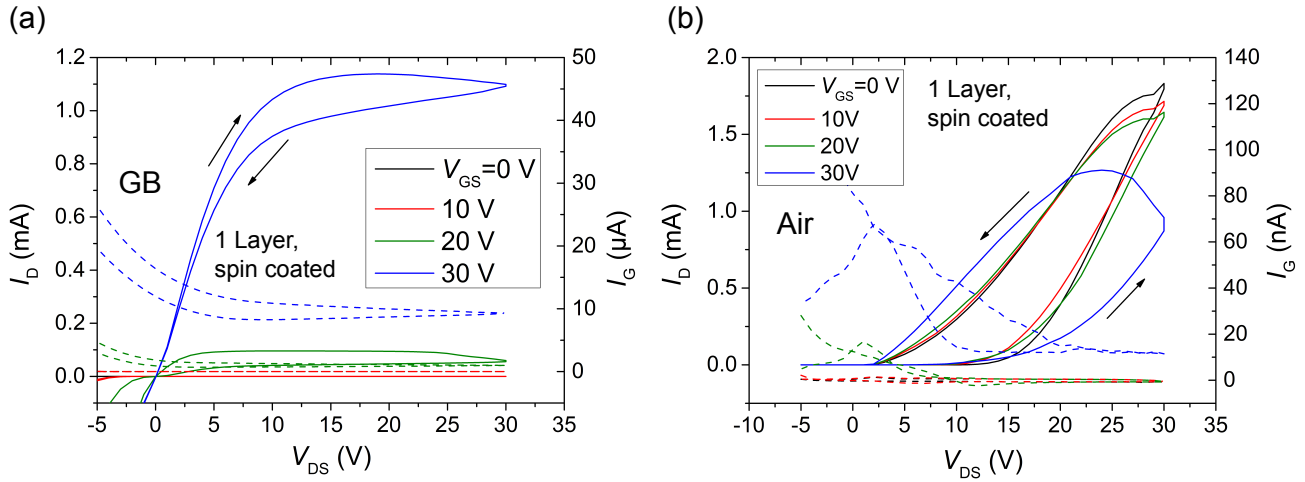 (a)
1.2
1.0
0.8
0.6
0.4
0.2
0.0
I_D (mA)
GB
1 Layer,
spin coated
V_GS=0 V
10 V
20 V
30 V
50
40
30
20
10
0
I_G (μA)
-5 0 5 10 15 20 25 30 35
V_DS (V)
(b)
2.0
1.5
1.0
0.5
0.0
I_D (mA)
V_GS=0 V
10V
20V
30V
1 Layer,
spin coated
Air
140
120
100
80
60
40
20
0
I_G (nA)
-10 -5 0 5 10 15 20 25 30 35
V_DS (V)